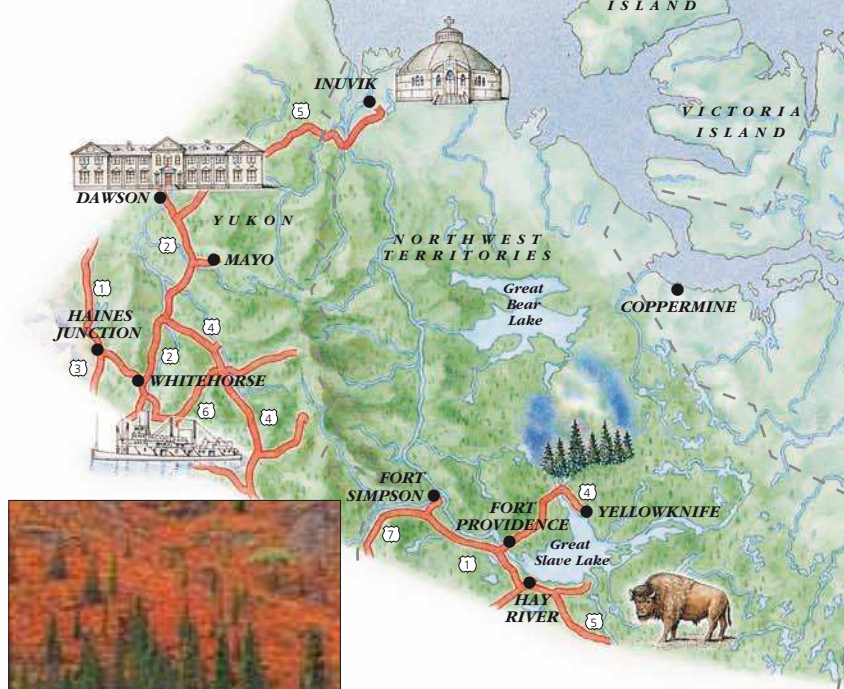 ISLAND
INUVIK
5
VICTORIA
ISLAND
DAWSON
YUKON
2
MAYO
NORTHWEST
TERRITORIES
Great
Bear
Lake
COPPERMINE
1
HAINES
JUNCTION
4
3
2
WHITEHORSE
6
4
FORT
SIMPSON
4
FORT
PROVIDENCE
YELLOWKNIFE
7
Great
Slave Lake
1
HAY
RIVER
5